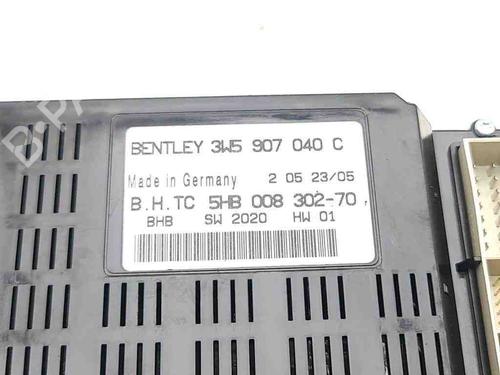 BENTLEY 3W5 907 040 C
Made in Germany 2 05 23/05
B.H.TC 5HB 008 302-70
BHB SW 2020 HW 01
B-PA